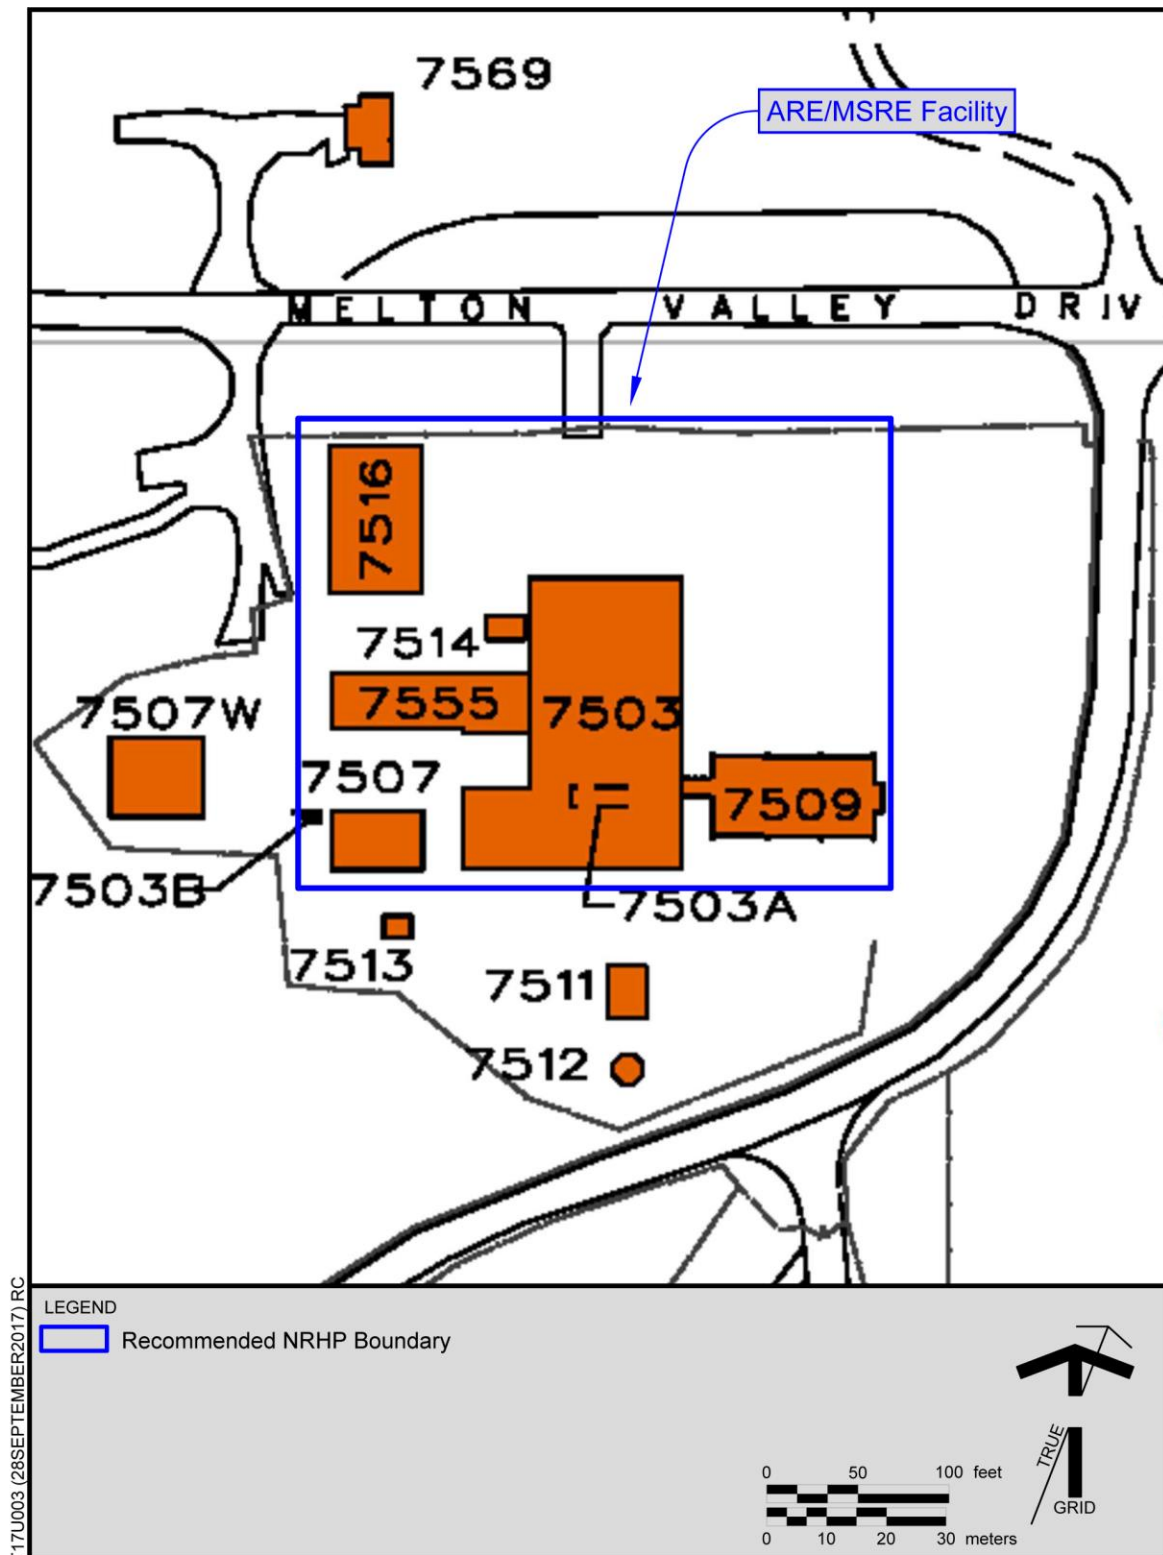 7569
ARE/MSRE Facility
MELTON VALLEY DRIV
7516
7514
7555
7503
7507W
7507
7509
7503B
7503A
7513
7511
7512
LEGEND
Recommended NRHP Boundary
0 50 100 feet
0 10 20 30 meters
TRUE
GRID
17U003 (28SEPTEMBER2017) RC